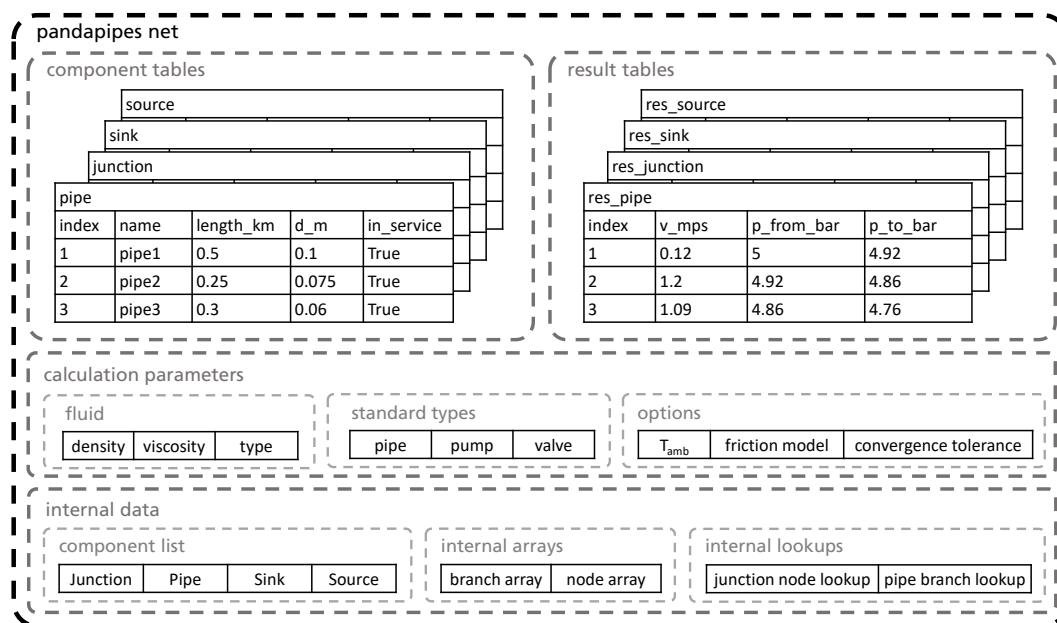 pandapipes net
component tables
source
sink
junction
pipe
index name length_km d_m in_service
1 pipe1 0.5 0.1 True
2 pipe2 0.25 0.075 True
3 pipe3 0.3 0.06 True
result tables
res_source
res_sink
res_junction
res_pipe
index v_mps p_from_bar p_to_bar
1 0.12 5 4.92
2 1.2 4.92 4.86
3 1.09 4.86 4.76
calculation parameters
fluid
density viscosity type
standard types
pipe pump valve
options
Tamb friction model convergence tolerance
internal data
component list
Junction Pipe Sink Source
internal arrays
branch array node array
internal lookups
junction node lookup pipe branch lookup